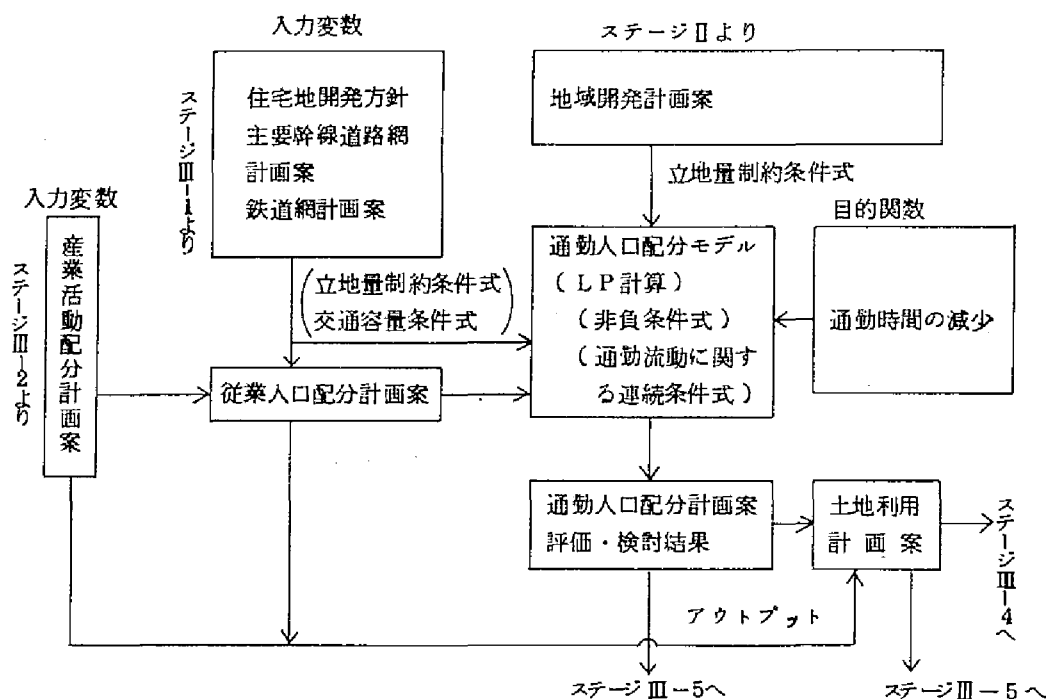 入力変数
ステージⅡより
ステージⅢ−1より
住宅地開発方針
主要幹線道路網
計画案
鉄道網計画案
地域開発計画案
立地量制約条件式
入力変数
目的関数
ステージⅢ−2より
産業活動配分計画案
(立地量制約条件式
交通容量条件式)
通勤人口配分モデル
(LP計算)
(非負条件式)
(通勤流動に関す
る連続条件式)
通勤時間の減少
従業人口配分計画案
通勤人口配分計画案
評価・検討結果
土地利用
計画案
ステージⅢ−4へ
アウトプット
ステージⅢ−5へ
ステージⅢ−5へ